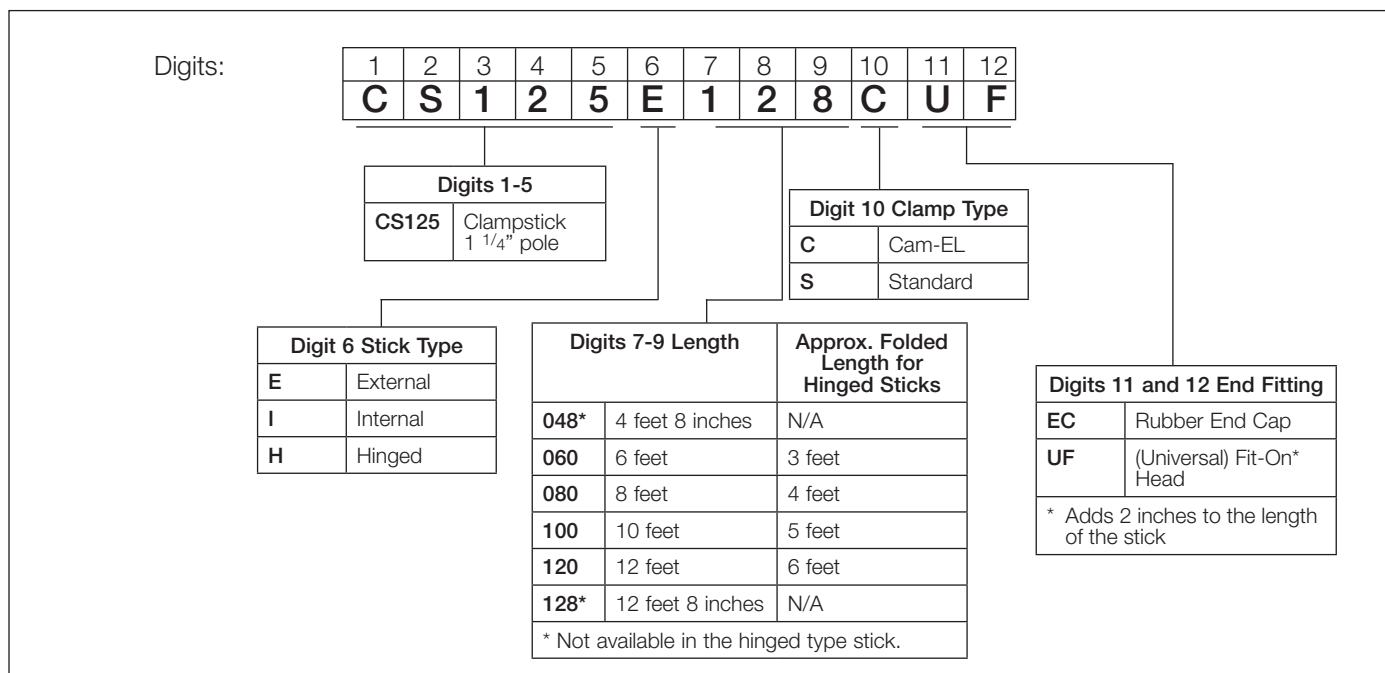 Digits:
1 2 3 4 5 6 7 8 9 10 11 12
C S 1 2 5 E 1 2 8 C U F
Digits 1-5
CS125 Clampstick
1 1/4” pole
Digit 10 Clamp Type
C Cam-EL
S Standard
Digit 6 Stick Type
E External
I Internal
H Hinged
Digits 7-9 Length Approx. Folded
Length for
Hinged Sticks
048* 4 feet 8 inches N/A
060 6 feet 3 feet
080 8 feet 4 feet
100 10 feet 5 feet
120 12 feet 6 feet
128* 12 feet 8 inches N/A
* Not available in the hinged type stick.
Digits 11 and 12 End Fitting
EC Rubber End Cap
UF (Universal) Fit-On*
Head
* Adds 2 inches to the length
of the stick